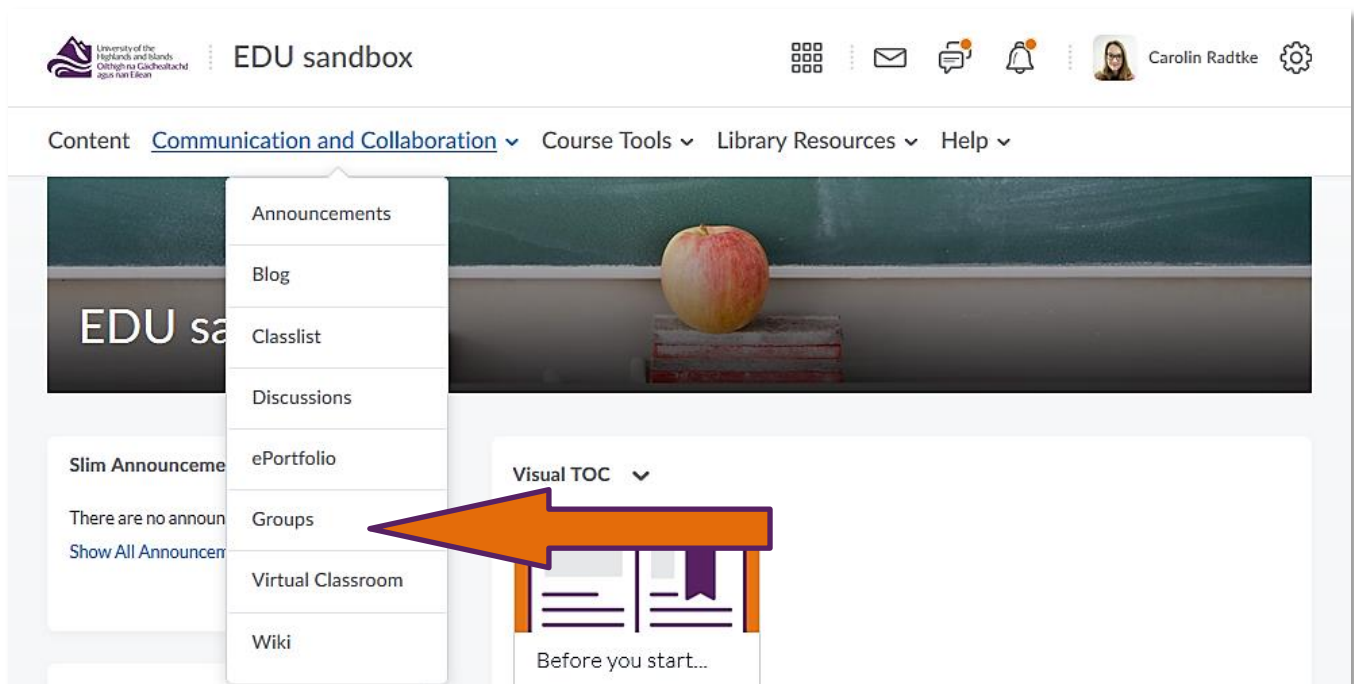 University of the
Highlands and Islands
Oilthigh na Gàidhealtachd
agus nan Eilean
EDU sandbox
Carolin Radtke
Content Communication and Collaboration Course Tools Library Resources Help
Announcements
Blog
EDU sa
Classlist
Discussions
Slim Announceme
ePortfolio
Visual TOC
There are no announ
Groups
Show All Announcem
Virtual Classroom
Wiki
Before you start...